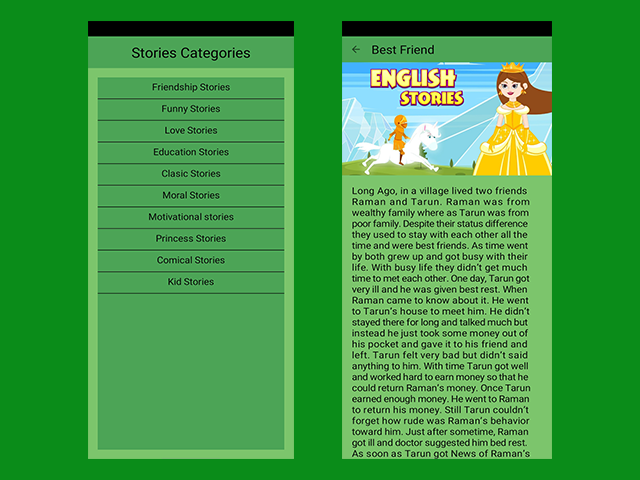 Stories Categories
Friendship Stories
Funny Stories
Love Stories
Education Stories
Clasic Stories
Moral Stories
Motivational stories
Princess Stories
Comical Stories
Kid Stories
Best Friend
ENGLISH
STORIES
Long Ago, in a village lived two friends
Raman and Tarun. Raman was from
wealthy family where as Tarun was from
poor family. Despite their status difference
they used to stay with each other all the
time and were best friends. As time went
by both grew up and got busy with their
life. With busy life they didn't get much
time to met each other. One day, Tarun got
very ill and he was given best rest. When
Raman came to know about it. He went
to Tarun's house to meet him. He didn't
stayed there for long and talked much but
instead he just took some money out of
his pocket and gave it to his friend and
left. Tarun felt very bad but didn't said
anything to him. With time Tarun got well
and worked hard to earn money so that he
could return Raman's money. Once Tarun
earned enough money. He went to Raman
to return his money. Still Tarun couldn't
forget how rude was Raman's behavior
toward him. Just after sometime, Raman
got ill and doctor suggested him bed rest.
As soon as Tarun got News of Raman's